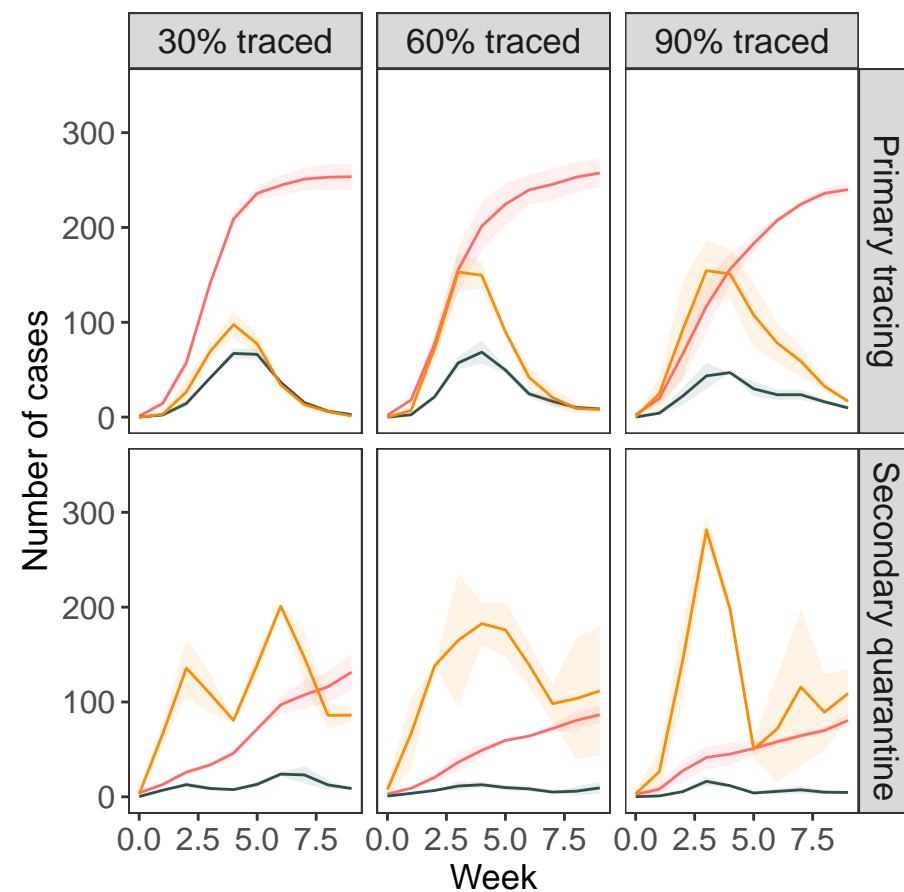 30% traced
60% traced
90% traced
Number of cases
300
200
100
0
Primary tracing
300
200
100
0
Secondary quarantine
0.0 2.5 5.0 7.5
0.0 2.5 5.0 7.5
0.0 2.5 5.0 7.5
Week